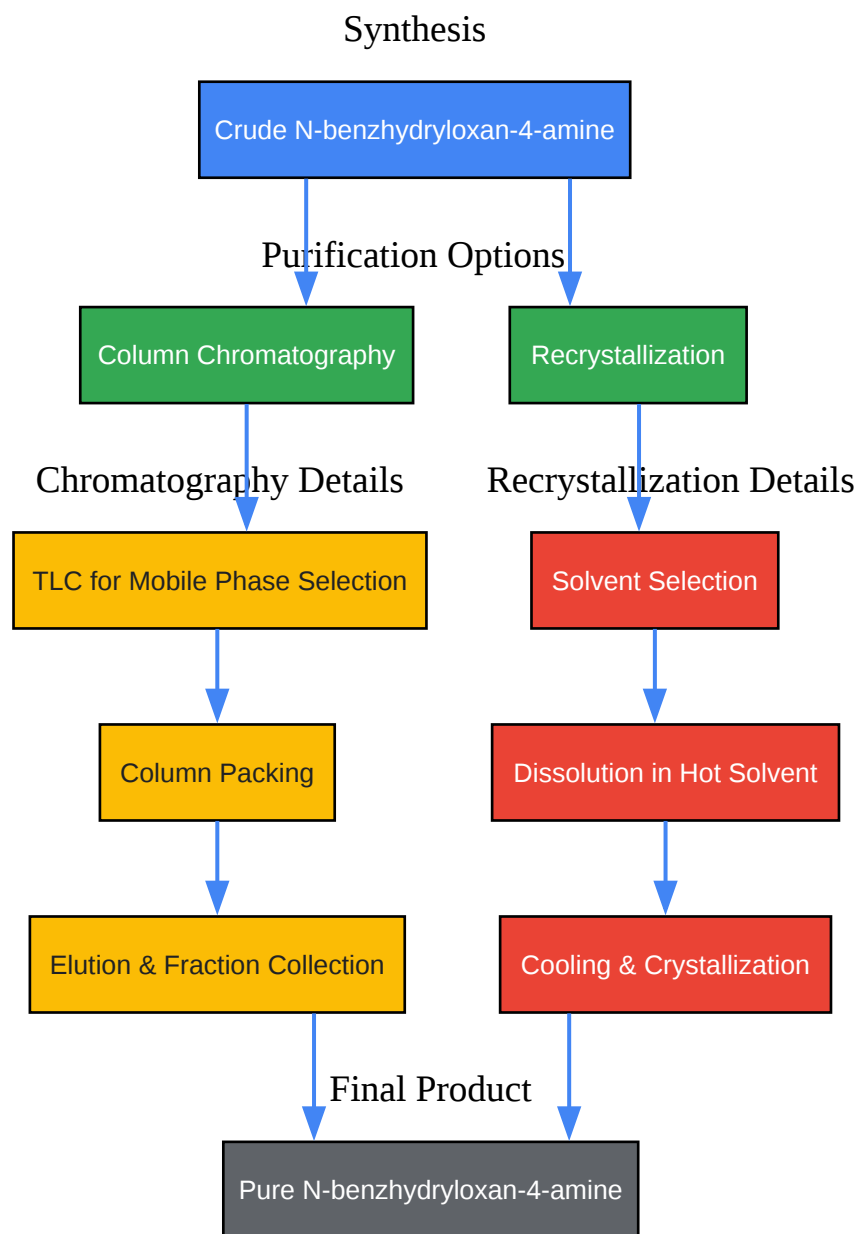 Synthesis
Crude N-benzhydryloxan-4-amine
Purification Options
Column Chromatography
Recrystallization
Chromatography Details
Recrystallization Details
TLC for Mobile Phase Selection
Solvent Selection
Column Packing
Dissolution in Hot Solvent
Elution & Fraction Collection
Cooling & Crystallization
Final Product
Pure N-benzhydryloxan-4-amine